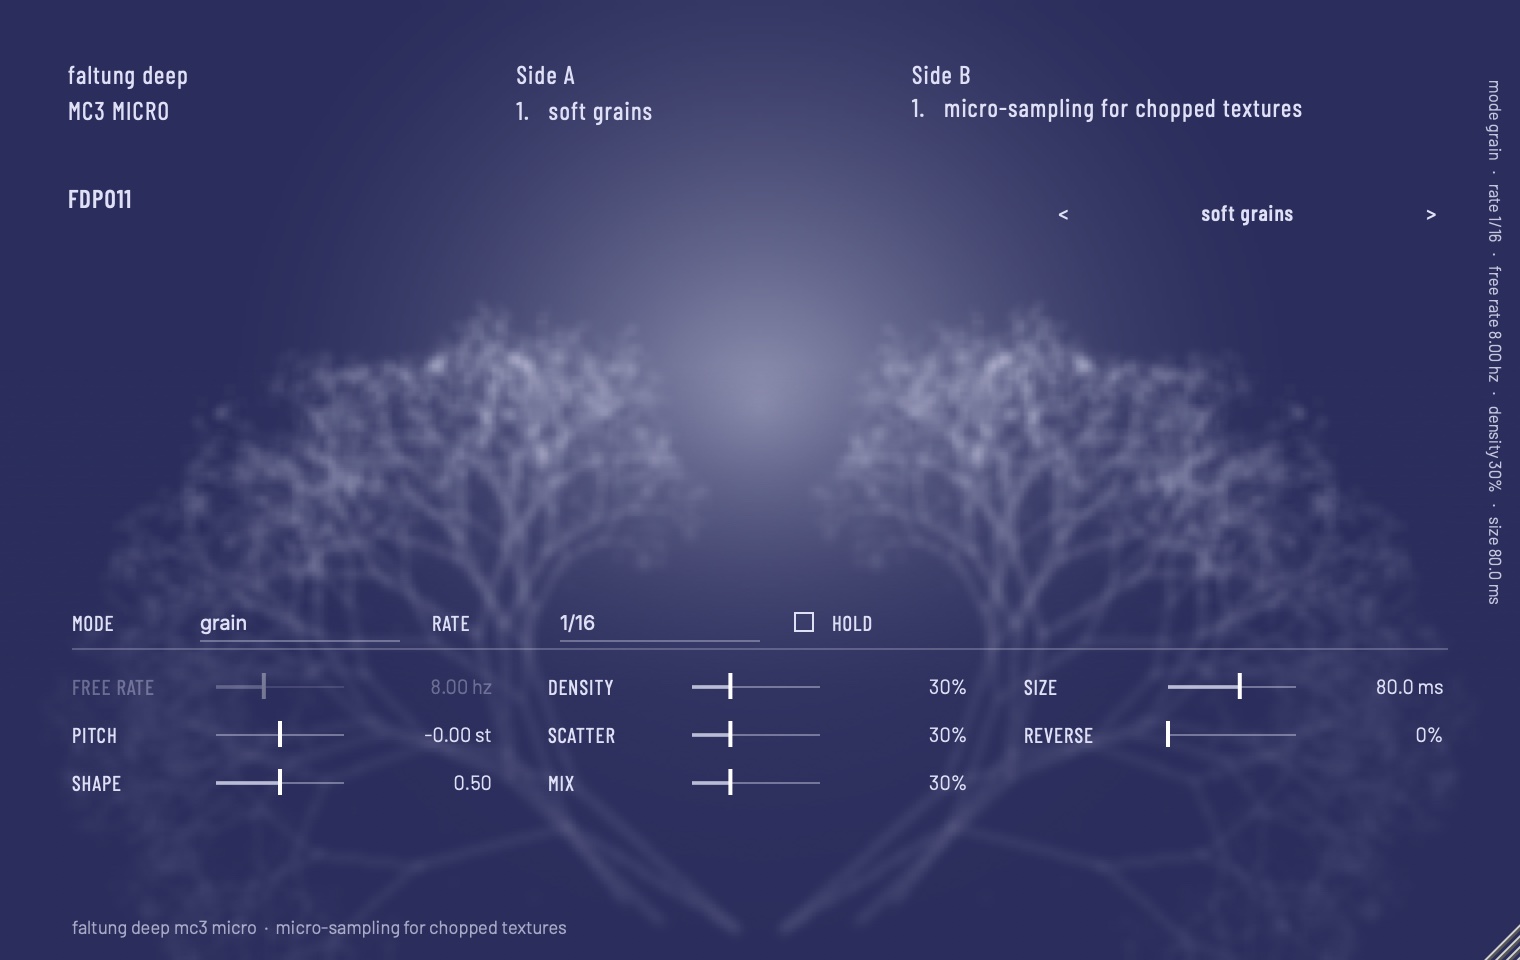 faltung deep
MC3 MICRO
FDP011
Side A
1. soft grains
Side B
1. micro-sampling for chopped textures
< soft grains >
mode grain · rate 1/16 · free rate 8.00 hz · density 30% · size 80.0 ms
MODE grain RATE 1/16 HOLD
FREE RATE 8.00 hz DENSITY 30% SIZE 80.0 ms
PITCH -0.00 st SCATTER 30% REVERSE 0%
SHAPE 0.50 MIX 30%
faltung deep mc3 micro · micro-sampling for chopped textures